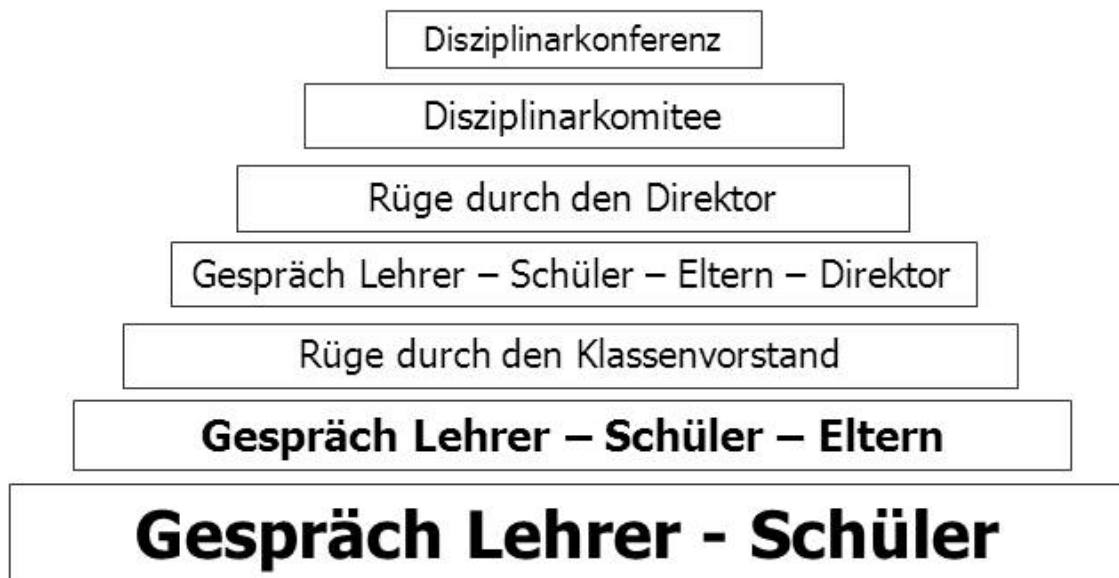 Disziplinarkonferenz
Disziplinarkomitee
Rüge durch den Direktor
Gespräch Lehrer – Schüler – Eltern – Direktor
Rüge durch den Klassenvorstand
Gespräch Lehrer – Schüler – Eltern
Gespräch Lehrer - Schüler